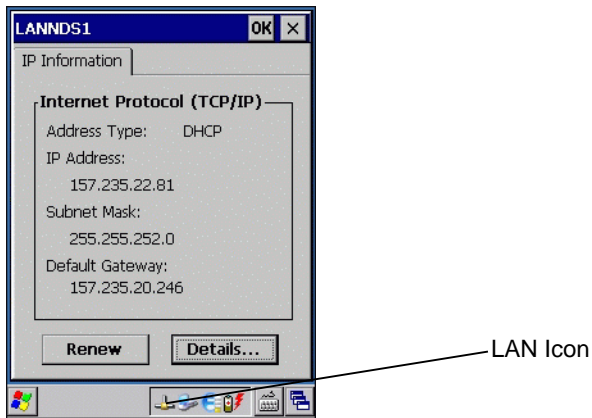 LANNDS1 OK ×
IP Information
Internet Protocol (TCP/IP)
Address Type: DHCP
IP Address:
157.235.22.81
Subnet Mask:
255.255.252.0
Default Gateway:
157.235.20.246
Renew Details...
LAN Icon